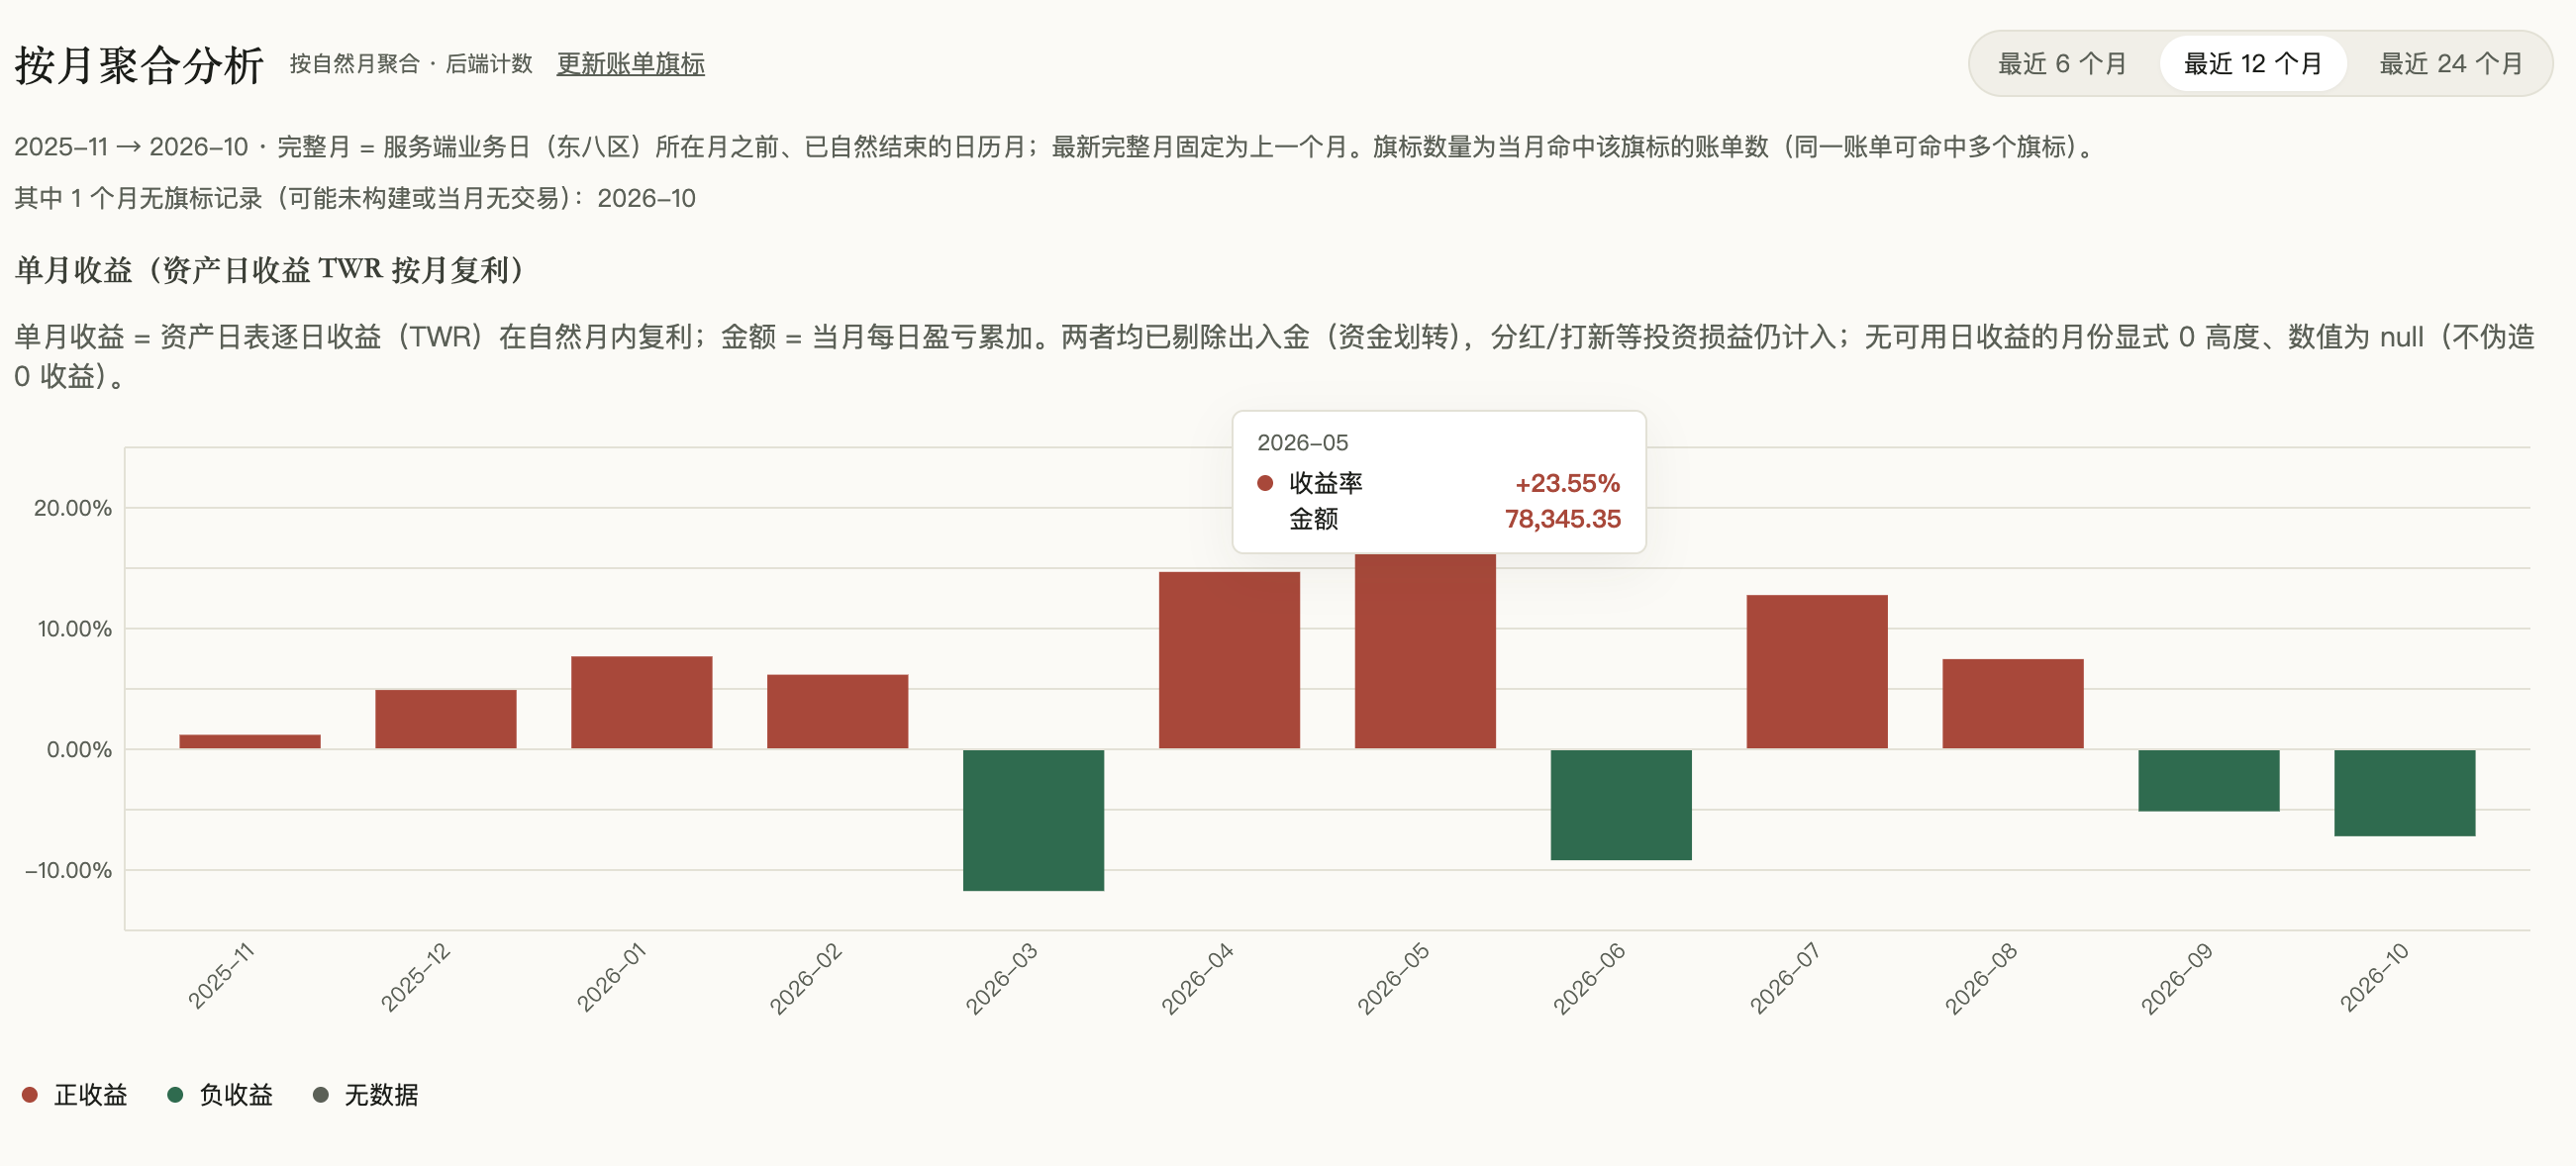 按月聚合分析 按自然月聚合 · 后端计数 更新账单旗标 最近 6 个月 最近 12 个月 最近 24 个月
2025–11 → 2026–10 · 完整月 = 服务端业务日（东八区）所在月之前、已自然结束的日历月；最新完整月固定为上一个月。旗标数量为当月命中该旗标的账单数（同一账单可命中多个旗标）。
其中 1 个月无旗标记录（可能未构建或当月无交易）：2026–10
单月收益（资产日收益 TWR 按月复利）
单月收益 = 资产日表逐日收益（TWR）在自然月内复利；金额 = 当月每日盈亏累加。两者均已剔除出入金（资金划转），分红/打新等投资损益仍计入；无可用日收益的月份显式 0 高度、数值为 null（不伪造
0 收益）。
2026–05
收益率 +23.55%
金额 78,345.35
20.00%
10.00%
0.00%
–10.00%
2025–11 2025–12 2026–01 2026–02 2026–03 2026–04 2026–05 2026–06 2026–07 2026–08 2026–09 2026–10
正收益 负收益 无数据